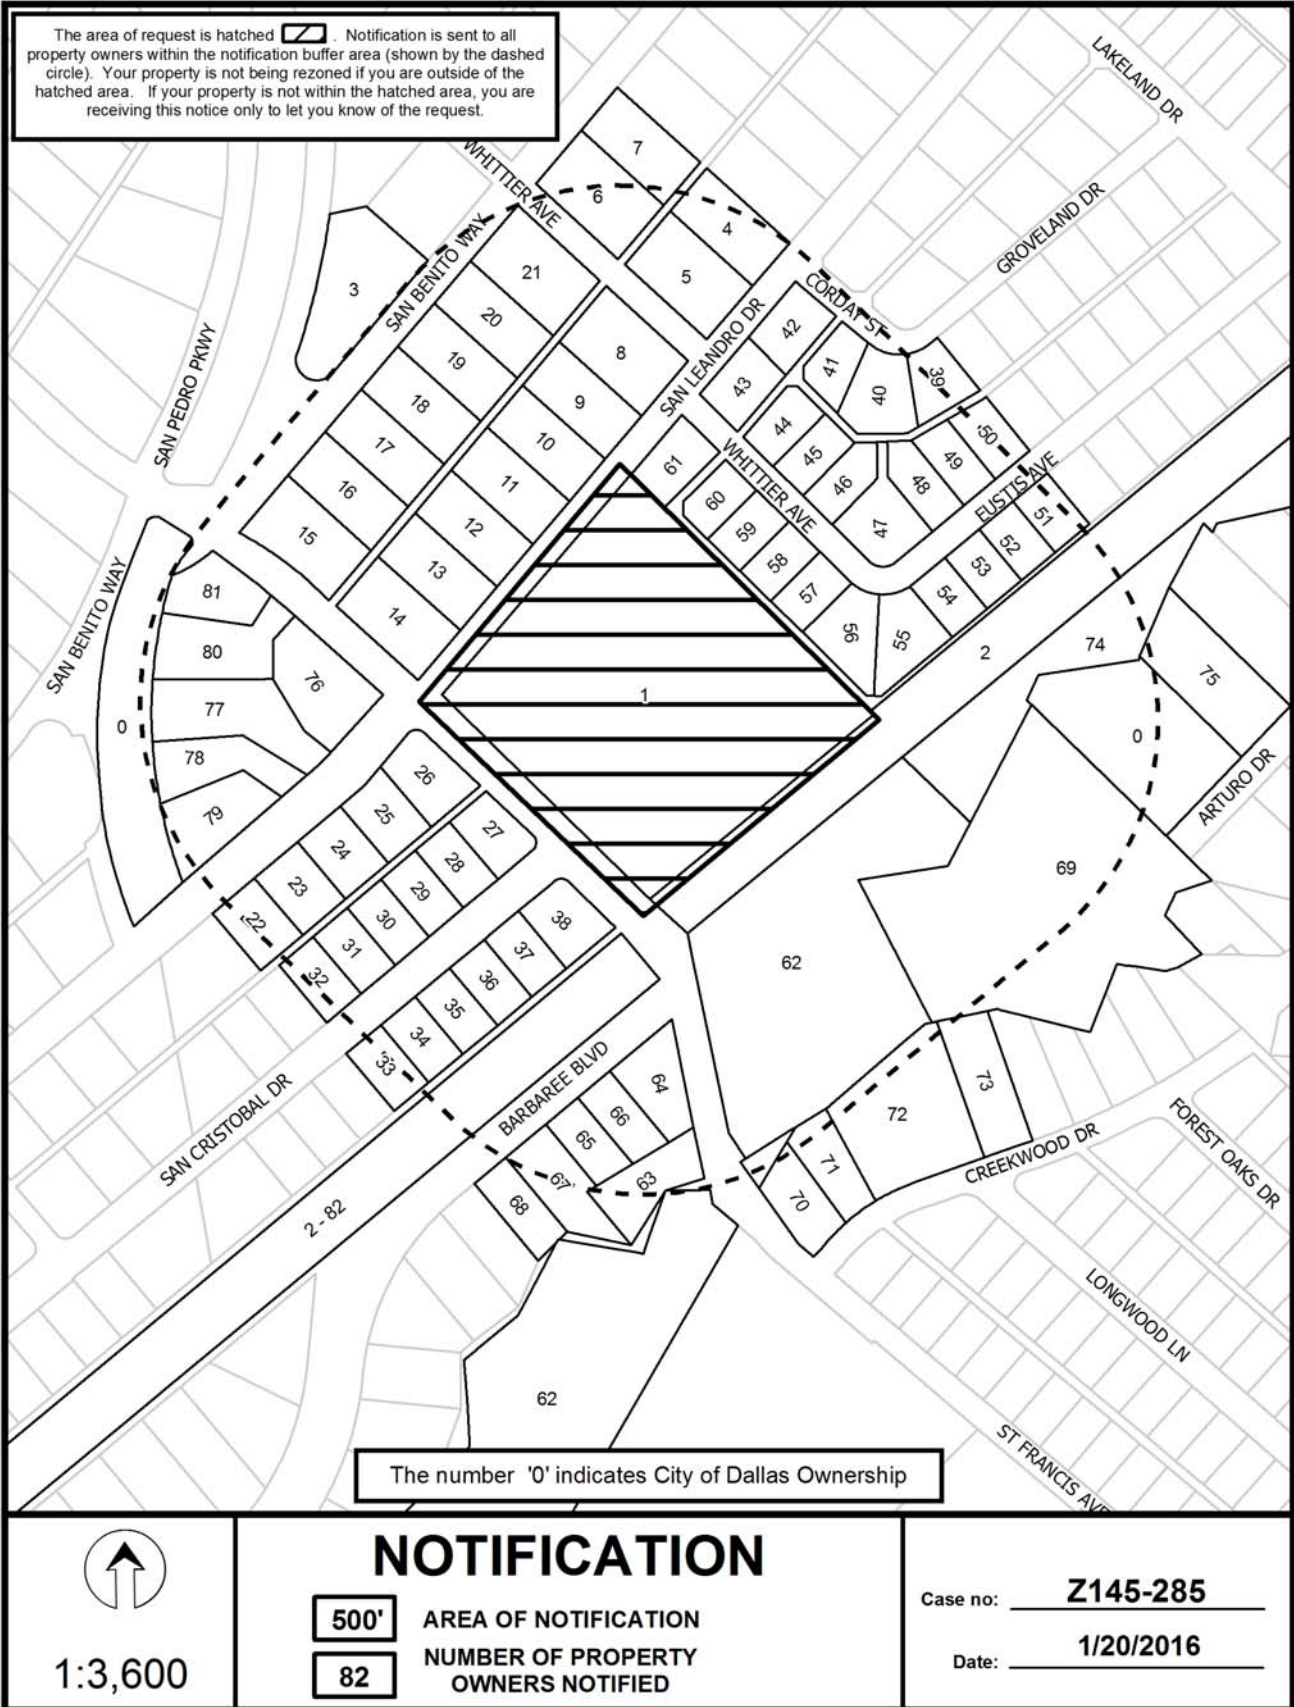 The area of request is hatched . Notification is sent to all
property owners within the notification buffer area (shown by the dashed
circle). Your property is not being rezoned if you are outside of the
hatched area. If your property is not within the hatched area, you are
receiving this notice only to let you know of the request.
LAKELAND DR
WHITTIER AVE
7
6
4
GROVELAND DR
SAN BENITO WAY
3
21
5
CORDAY ST
20
42
SAN LEANDRO DR
SAN PEDRO PKWY
19
8
41
39
43
40
18
9
44
50
17
10
45
49
WHITTIER AVE
61
16
11
46
48
EUSTIS AVE
60
15
12
59
47
51
52
13
58
53
SAN BENITO WAY
81
14
57
54
80
56
55
2
74
75
76
1
77
0
0
78
26
ARTURO DR
79
25
27
24
28
69
23
29
22
30
38
31
37
62
32
36
35
34
33
BARBAREE BLVD
64
73
66
72
FOREST OAKS DR
SAN CRISTOBAL DR
65
CREEKWOOD DR
71
67
63
70
68
2 - 82
LONGWOOD LN
62
ST FRANCIS AVE
The number '0' indicates City of Dallas Ownership
1:3,600
NOTIFICATION
500' AREA OF NOTIFICATION
82 NUMBER OF PROPERTY
OWNERS NOTIFIED
Case no: Z145-285
Date: 1/20/2016